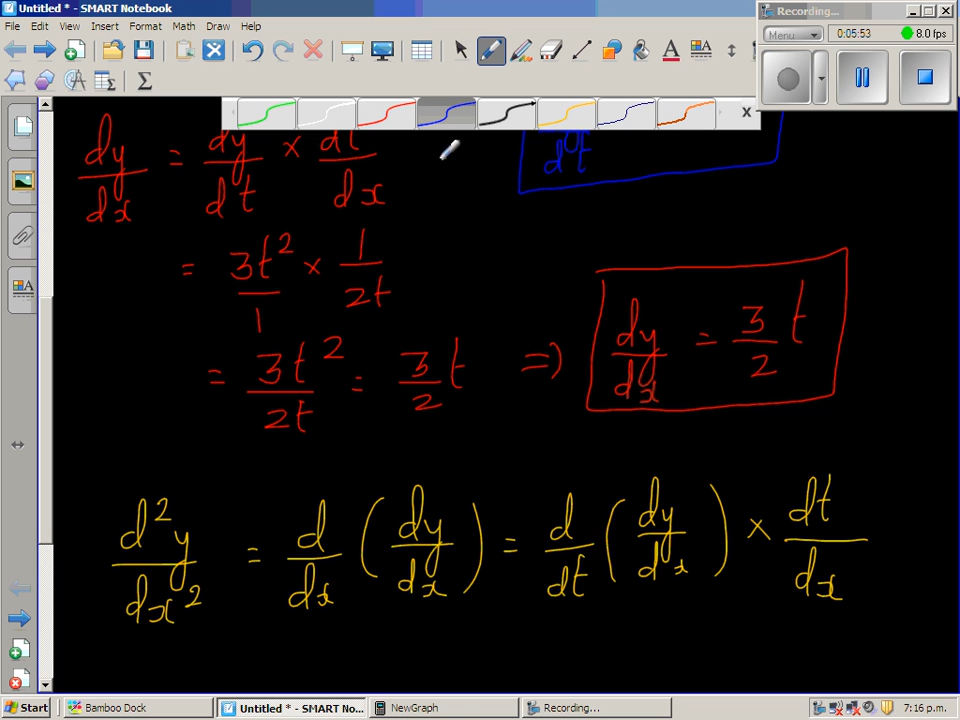 Untitled * - SMART Notebook
Recording...
File Edit View Insert Format Math Draw Help
Menu 0:05:53 8.0 fps
dy/dx = dy/dt × dt/dx
dt
= 3t²/1 × 1/2t
= 3t²/2t = 3/2 t ⇒ dy/dx = 3/2 t
d²y/dx² = d/dx (dy/dx) = d/dt (dy/dx) × dt/dx
Start Bamboo Dock Untitled * - SMART No... NewGraph Recording... 7:16 p.m.